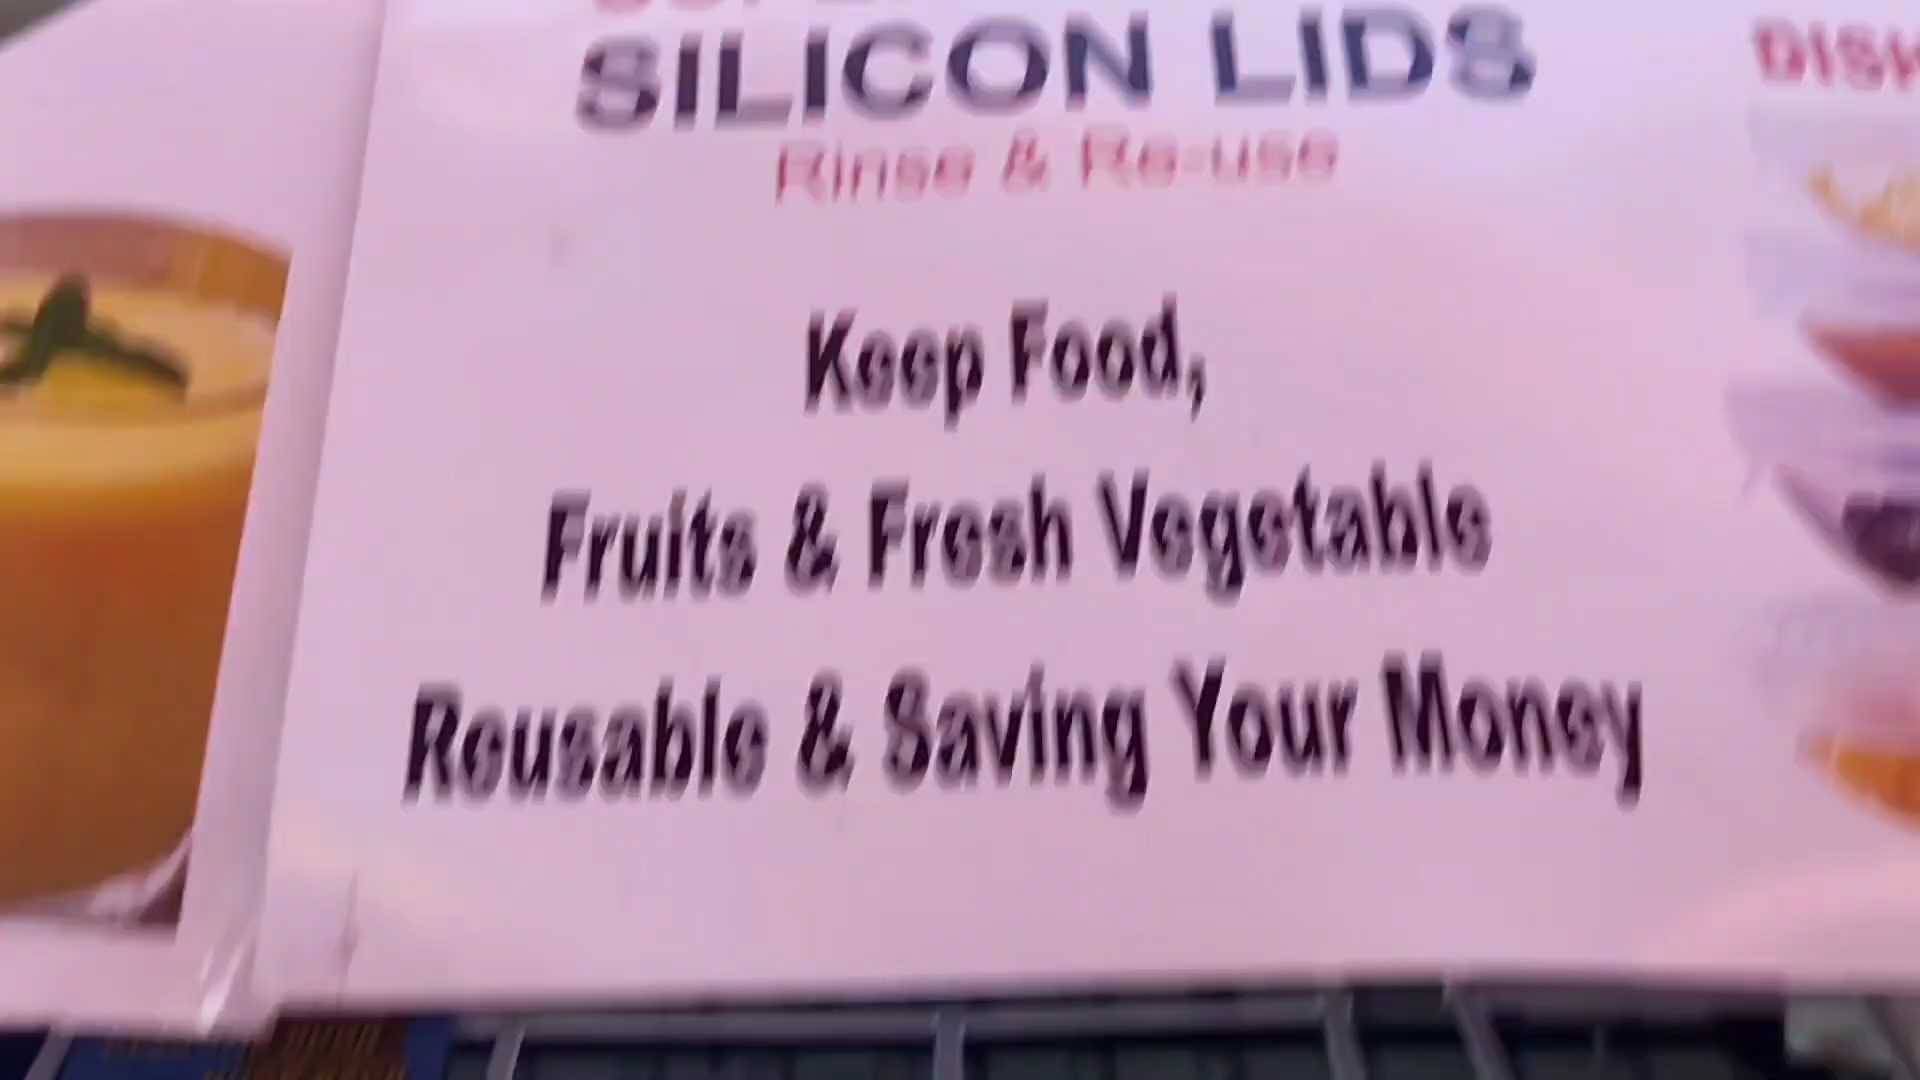 SILICON LIDS
Rinse & Re-use
Keep Food,
Fruits & Fresh Vegetable
Reusable & Saving Your Money